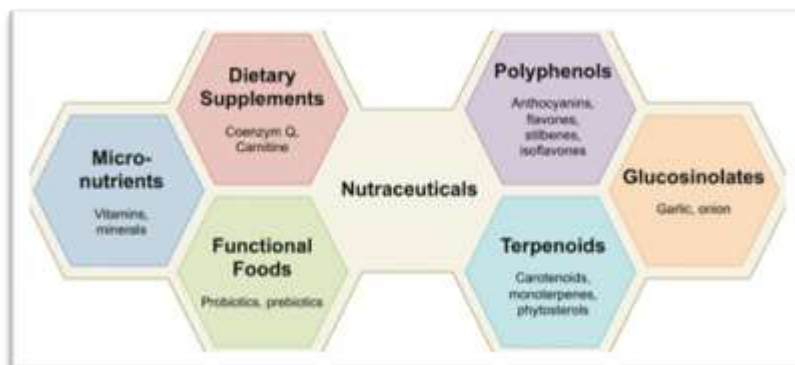 Dietary
Supplements
Coenzym Q,
Carnitine
Polyphenols
Anthocyanins,
flavones,
stilbenes,
isoflavones
Micro-
nutrients
Vitamins,
minerals
Nutraceuticals
Glucosinolates
Garlic, onion
Functional
Foods
Probiotics, prebiotics
Terpenoids
Carotenoids,
monoterpenes,
phytosterols